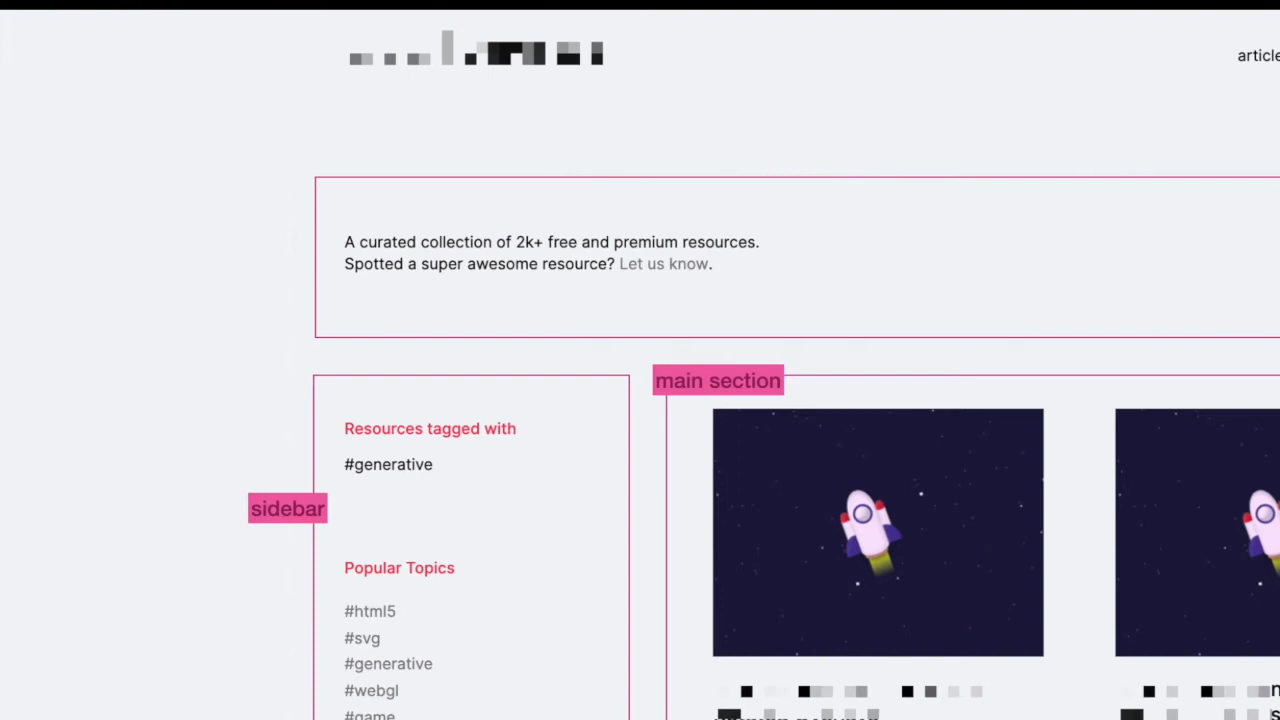 article
A curated collection of 2k+ free and premium resources.
Spotted a super awesome resource? Let us know.
main section
Resources tagged with
#generative
sidebar
Popular Topics
#html5
#svg
#generative
#webgl
#game